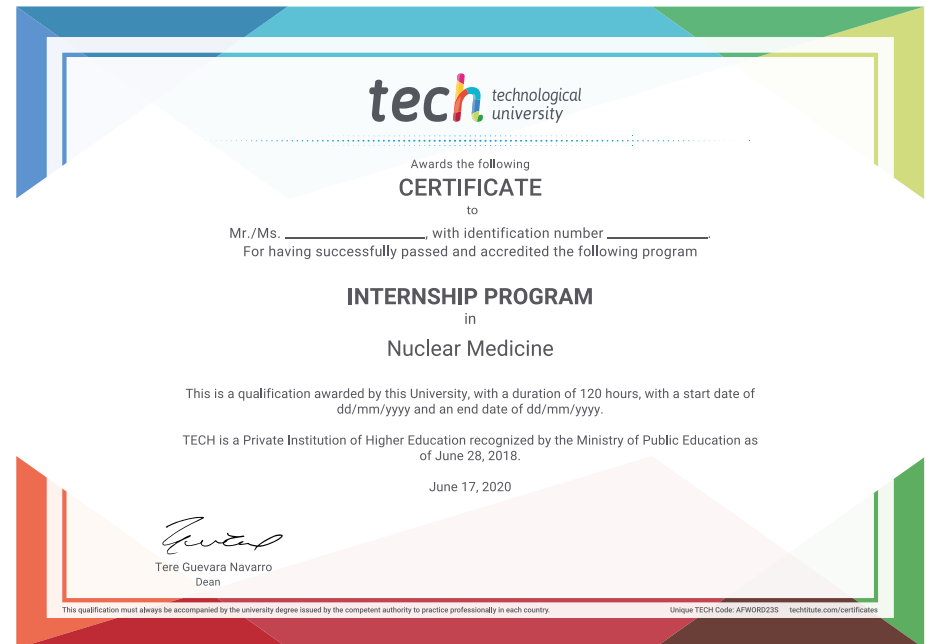 tech technological
university
Awards the following
CERTIFICATE
to
Mr./Ms. ____________________, with identification number ______________.
For having successfully passed and accredited the following program
INTERNSHIP PROGRAM
in
Nuclear Medicine
This is a qualification awarded by this University, with a duration of 120 hours, with a start date of
dd/mm/yyyy and an end date of dd/mm/yyyy.
TECH is a Private Institution of Higher Education recognized by the Ministry of Public Education as
of June 28, 2018.
June 17, 2020
Tere Guevara Navarro
Dean
This qualification must always be accompanied by the university degree issued by the competent authority to practice professionally in each country. Unique TECH Code: AFWORD23S techtitute.com/certificates